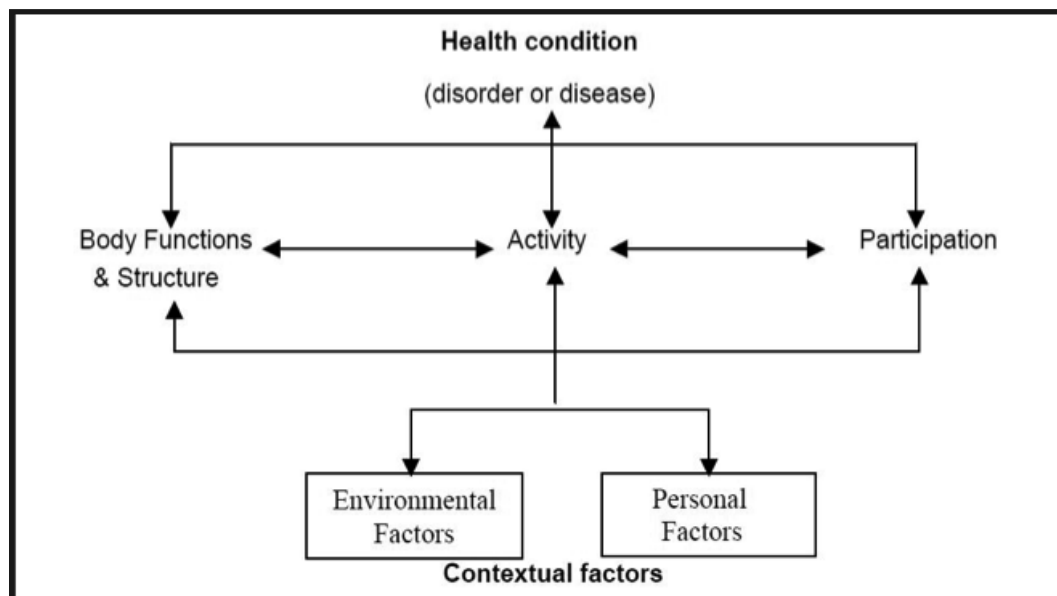 Health condition
(disorder or disease)
Body Functions
& Structure
Activity
Participation
Environmental
Factors
Personal
Factors
Contextual factors